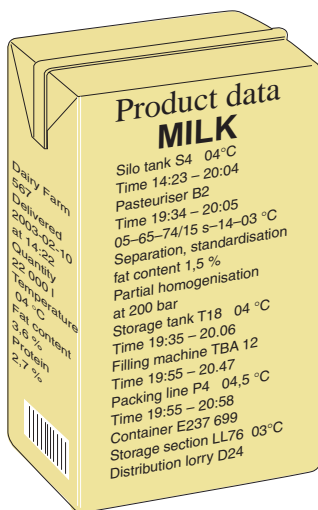 Product data
MILK
Silo tank S4 04°C
Time 14:23 – 20:04
Pasteuriser B2
Time 19:34 – 20:05
05–65–74/15 s–14–03 °C
Separation, standardisation
fat content 1,5 %
Partial homogenisation
at 200 bar
Storage tank T18 04 °C
Time 19:35 – 20.06
Filling machine TBA 12
Time 19:55 – 20.47
Packing line P4 04,5 °C
Time 19:55 – 20:58
Container E237 699
Storage section LL76 03°C
Distribution lorry D24
Dairy Farm
567
Delivered
2003-02-10
at 14:22
Quantity
22 000 l
Temperature
04 °C
Fat content
3,6 %
Protein
2,7 %